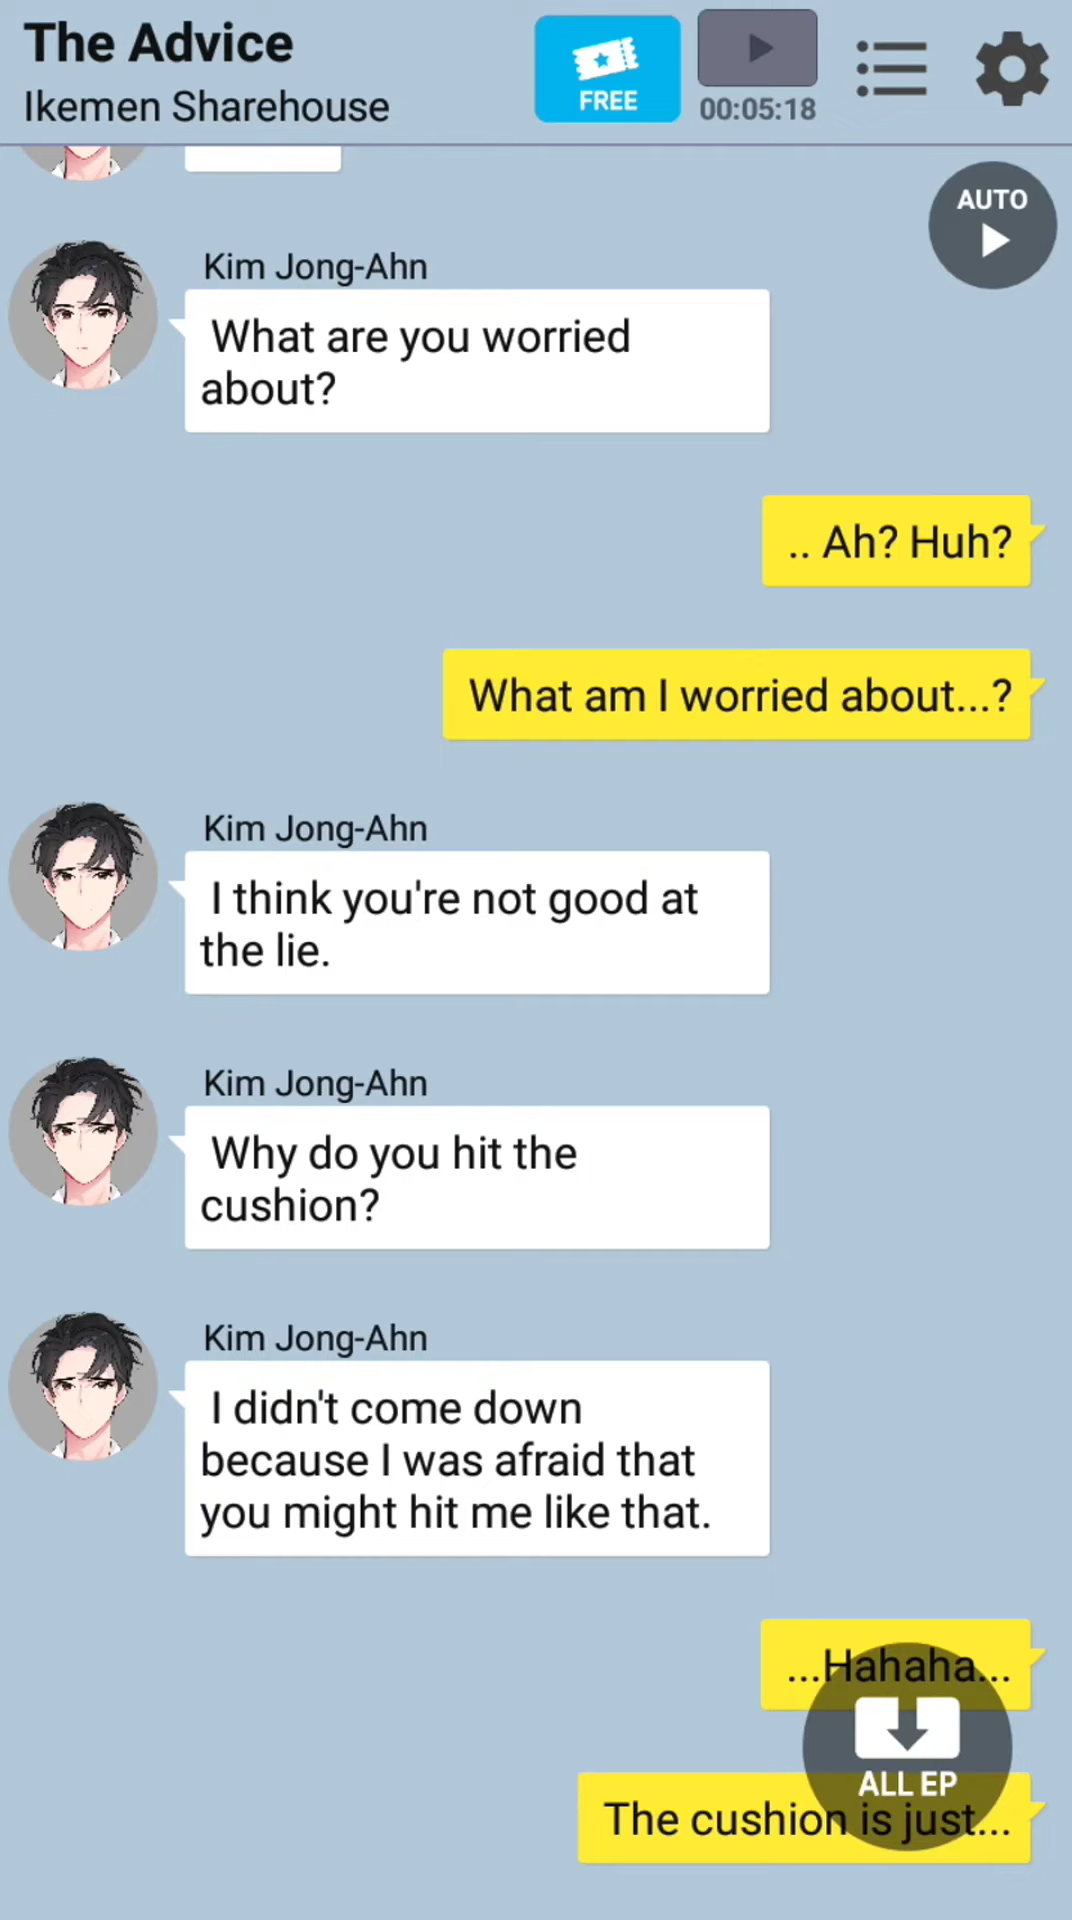 The Advice
Ikemen Sharehouse
FREE
00:05:18
AUTO
Kim Jong-Ahn
What are you worried
about?
.. Ah? Huh?
What am I worried about...?
Kim Jong-Ahn
I think you're not good at
the lie.
Kim Jong-Ahn
Why do you hit the
cushion?
Kim Jong-Ahn
I didn't come down
because I was afraid that
you might hit me like that.
...Hahaha...
ALL EP
The cushion is just...